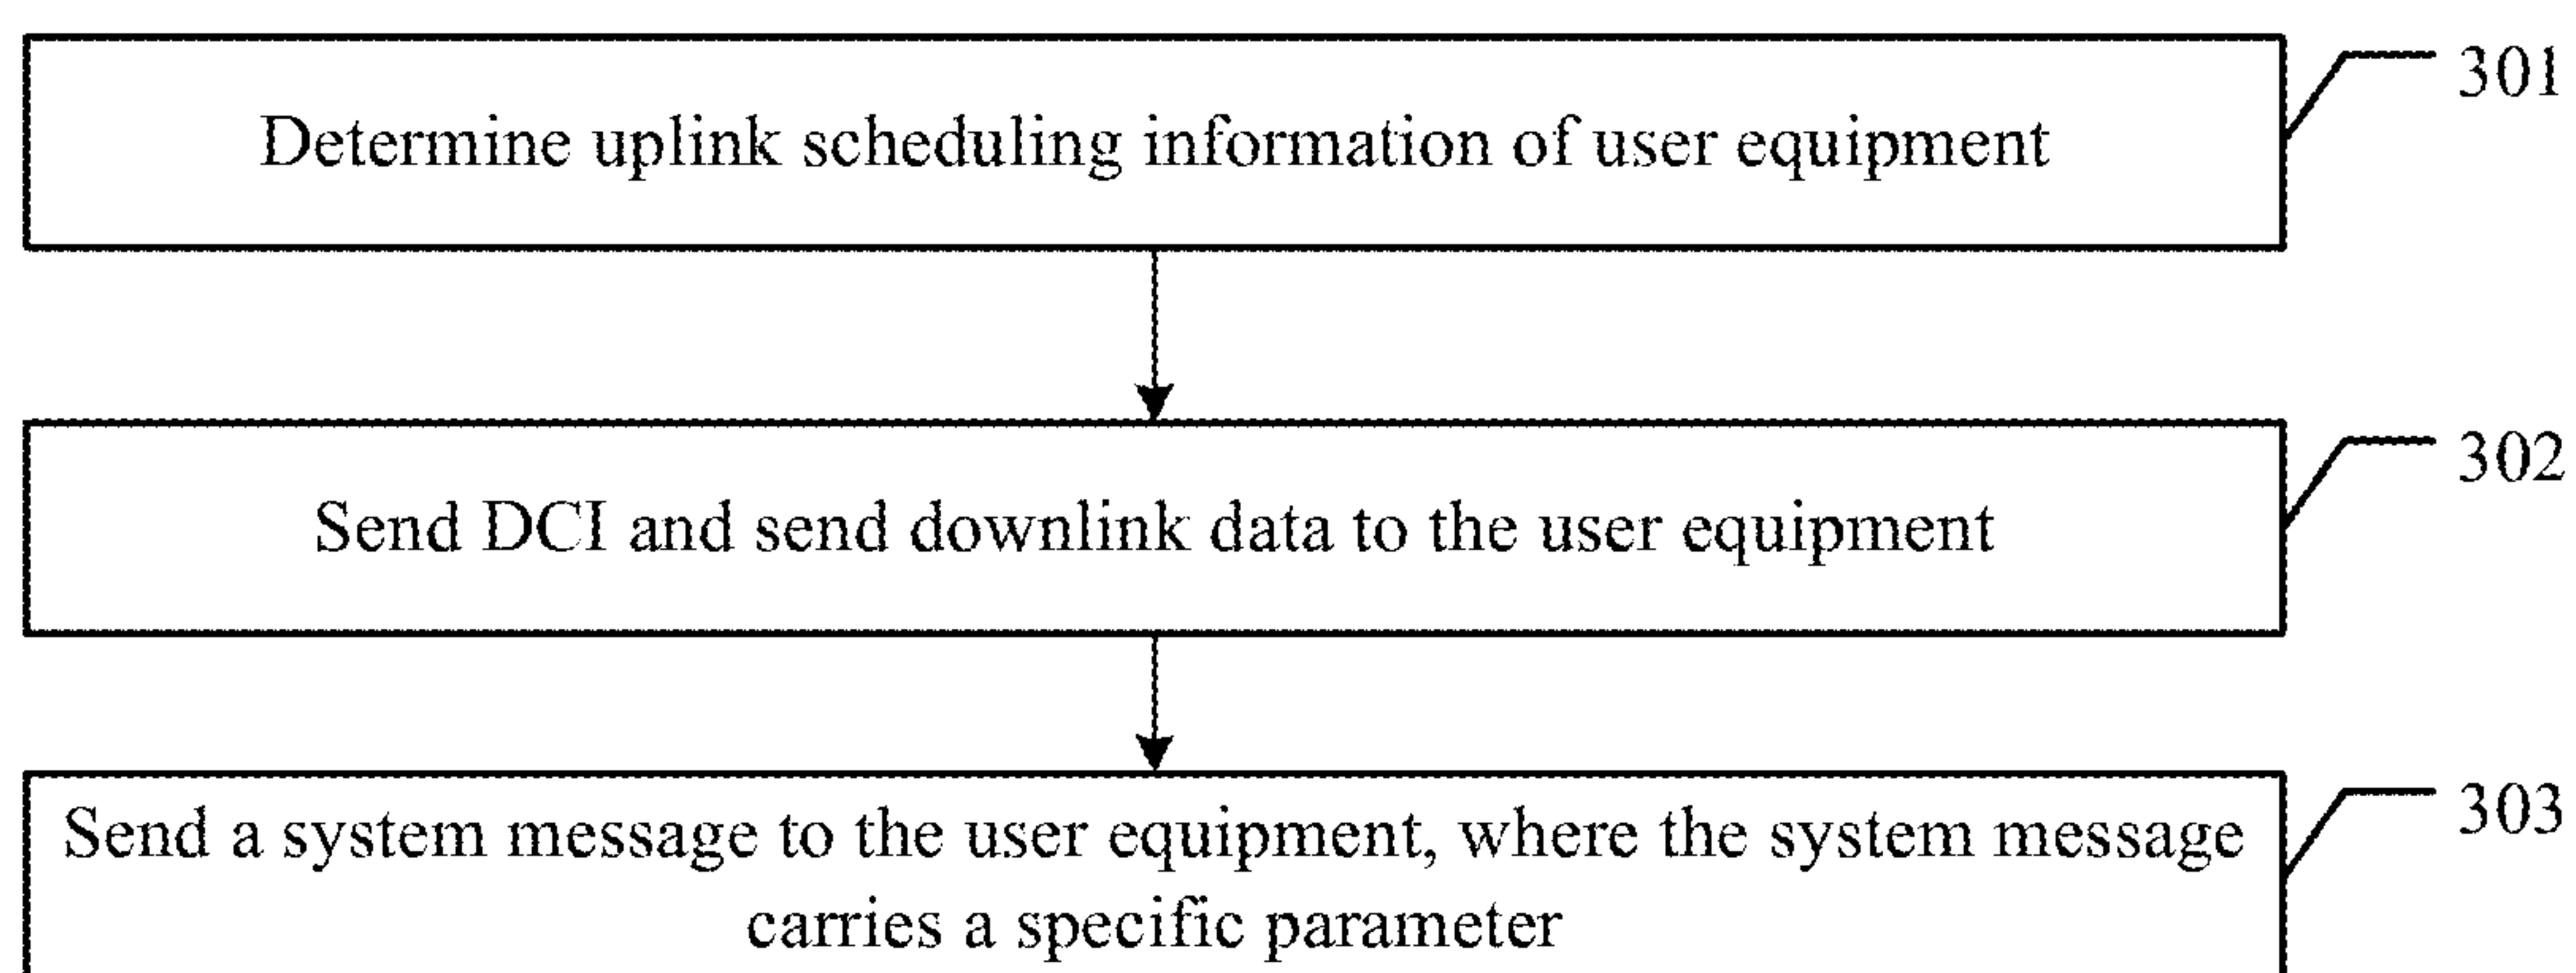 301
Determine uplink scheduling information of user equipment
302
Send DCI and send downlink data to the user equipment
303
Send a system message to the user equipment, where the system message
carries a specific parameter